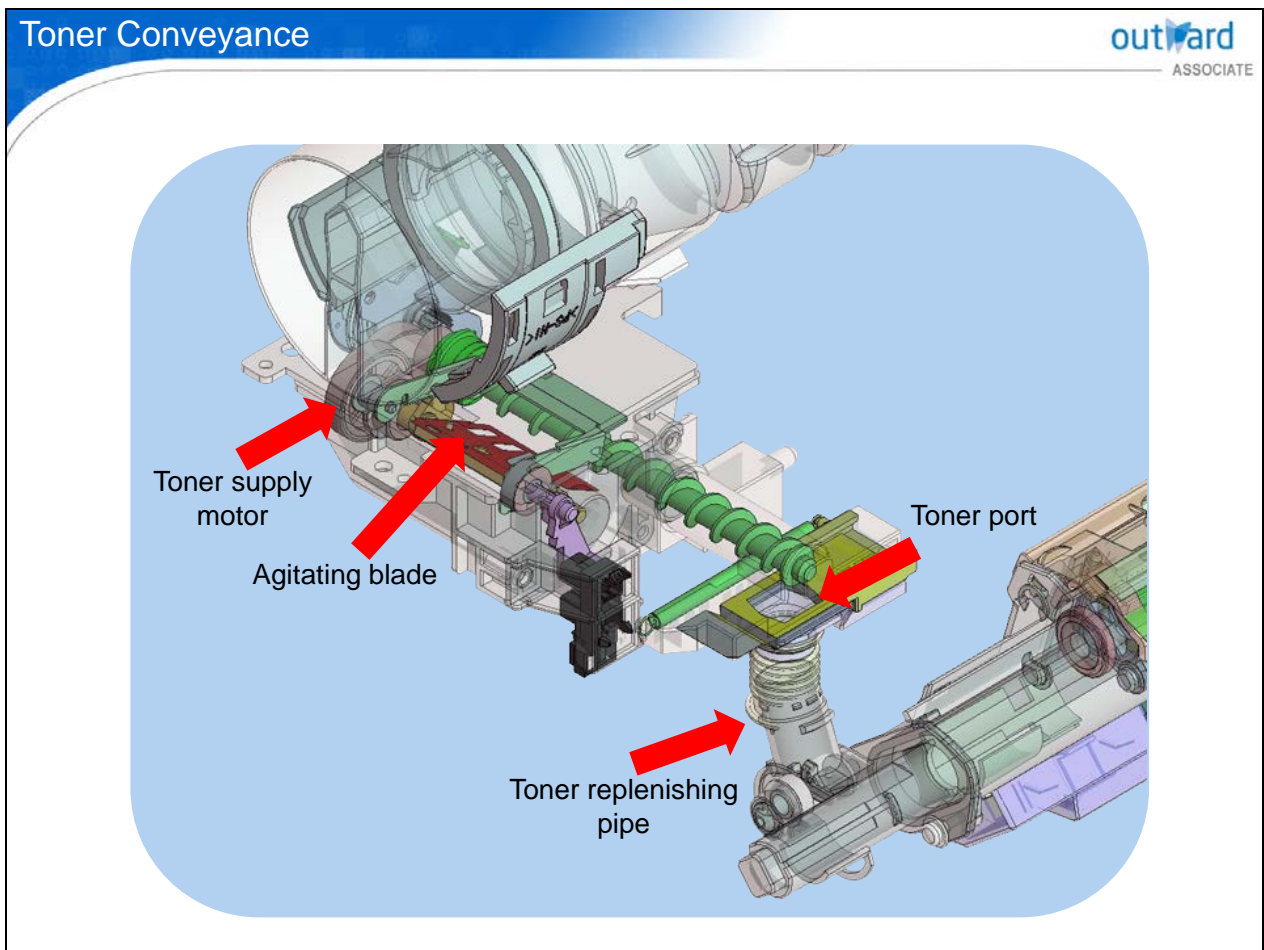 Toner Conveyance
outward
ASSOCIATE
Toner supply
motor
Agitating blade
Toner port
Toner replenishing
pipe